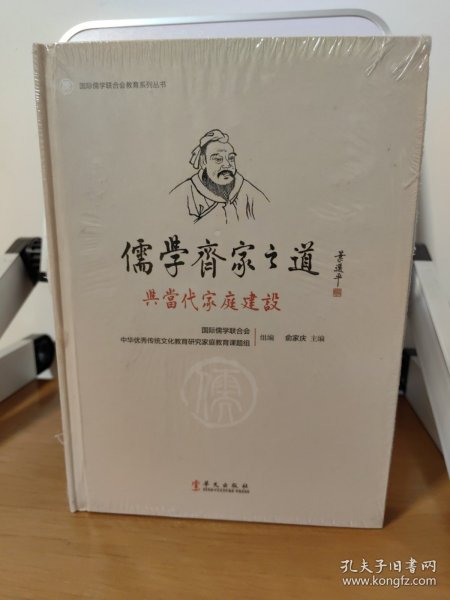 国际儒学联合会教育系列丛书
儒學齊家之道
與當代家庭建設
国际儒学联合会
中华优秀传统文化教育研究家庭教育课题组
组编
俞家庆 主编
儒
华文出版社
孔夫子旧书网
www.kongfz.com